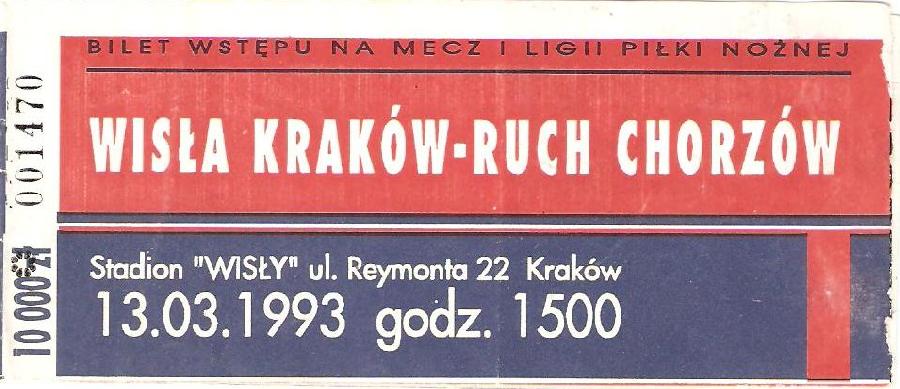 BILET WSTĘPU NA MECZ I LIGII PIŁKI NOŻNEJ
WISŁA KRAKÓW-RUCH CHORZÓW
Stadion "WISŁY" ul. Reymonta 22 Kraków
13.03.1993 godz. 1500
001470
10 000 zł